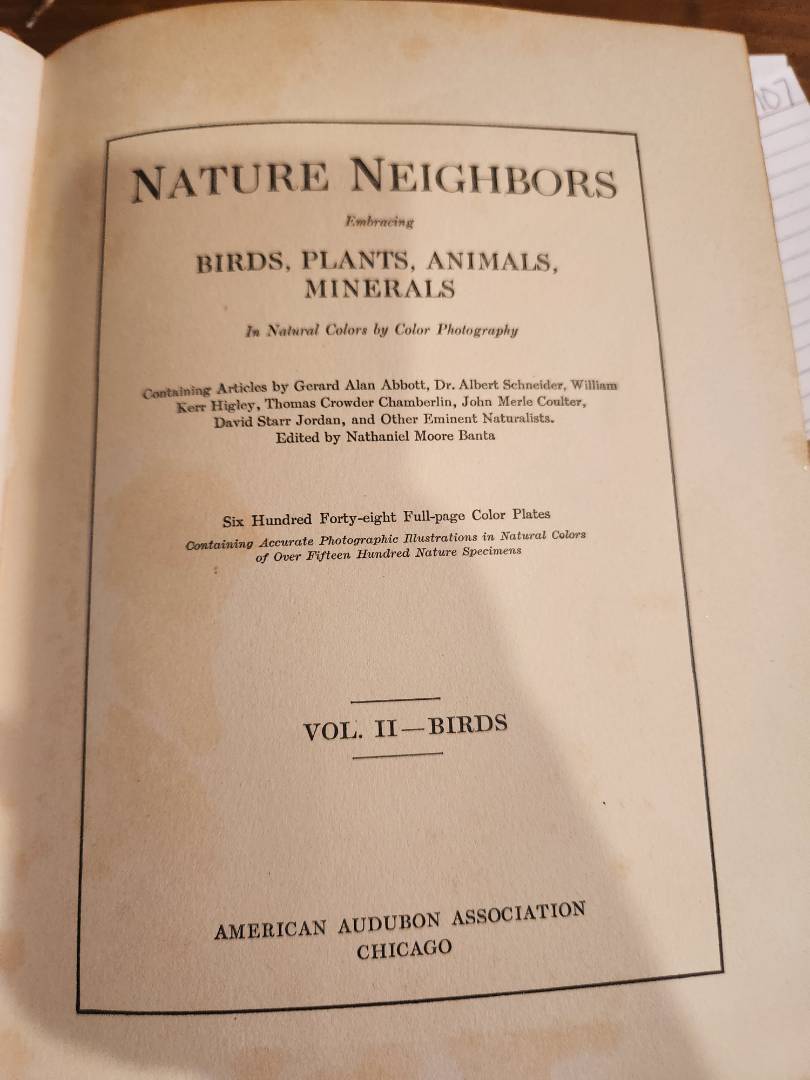 NATURE NEIGHBORS
Embracing
BIRDS, PLANTS, ANIMALS,
MINERALS
In Natural Colors by Color Photography
Containing Articles by Gerard Alan Abbott, Dr. Albert Schneider, William
Kerr Higley, Thomas Crowder Chamberlin, John Merle Coulter,
David Starr Jordan, and Other Eminent Naturalists.
Edited by Nathaniel Moore Banta
Six Hundred Forty-eight Full-page Color Plates
Containing Accurate Photographic Illustrations in Natural Colors
of Over Fifteen Hundred Nature Specimens
VOL. II—BIRDS
AMERICAN AUDUBON ASSOCIATION
CHICAGO
107